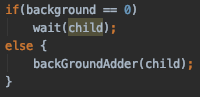 if(background == 0)
wait(child);
else {
backGroundAdder(child);
}